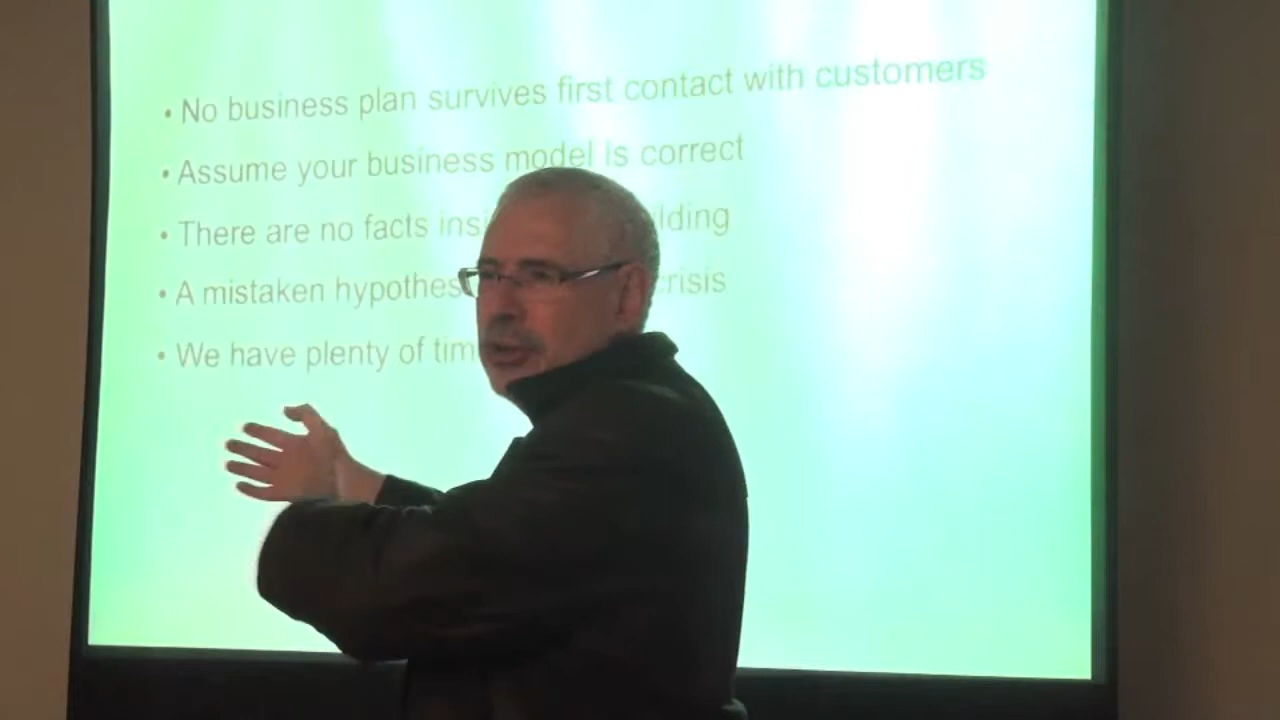 • No business plan survives first contact with customers
• Assume your business model is correct
• There are no facts insi lding
• A mistaken hypothes crisis
• We have plenty of tim